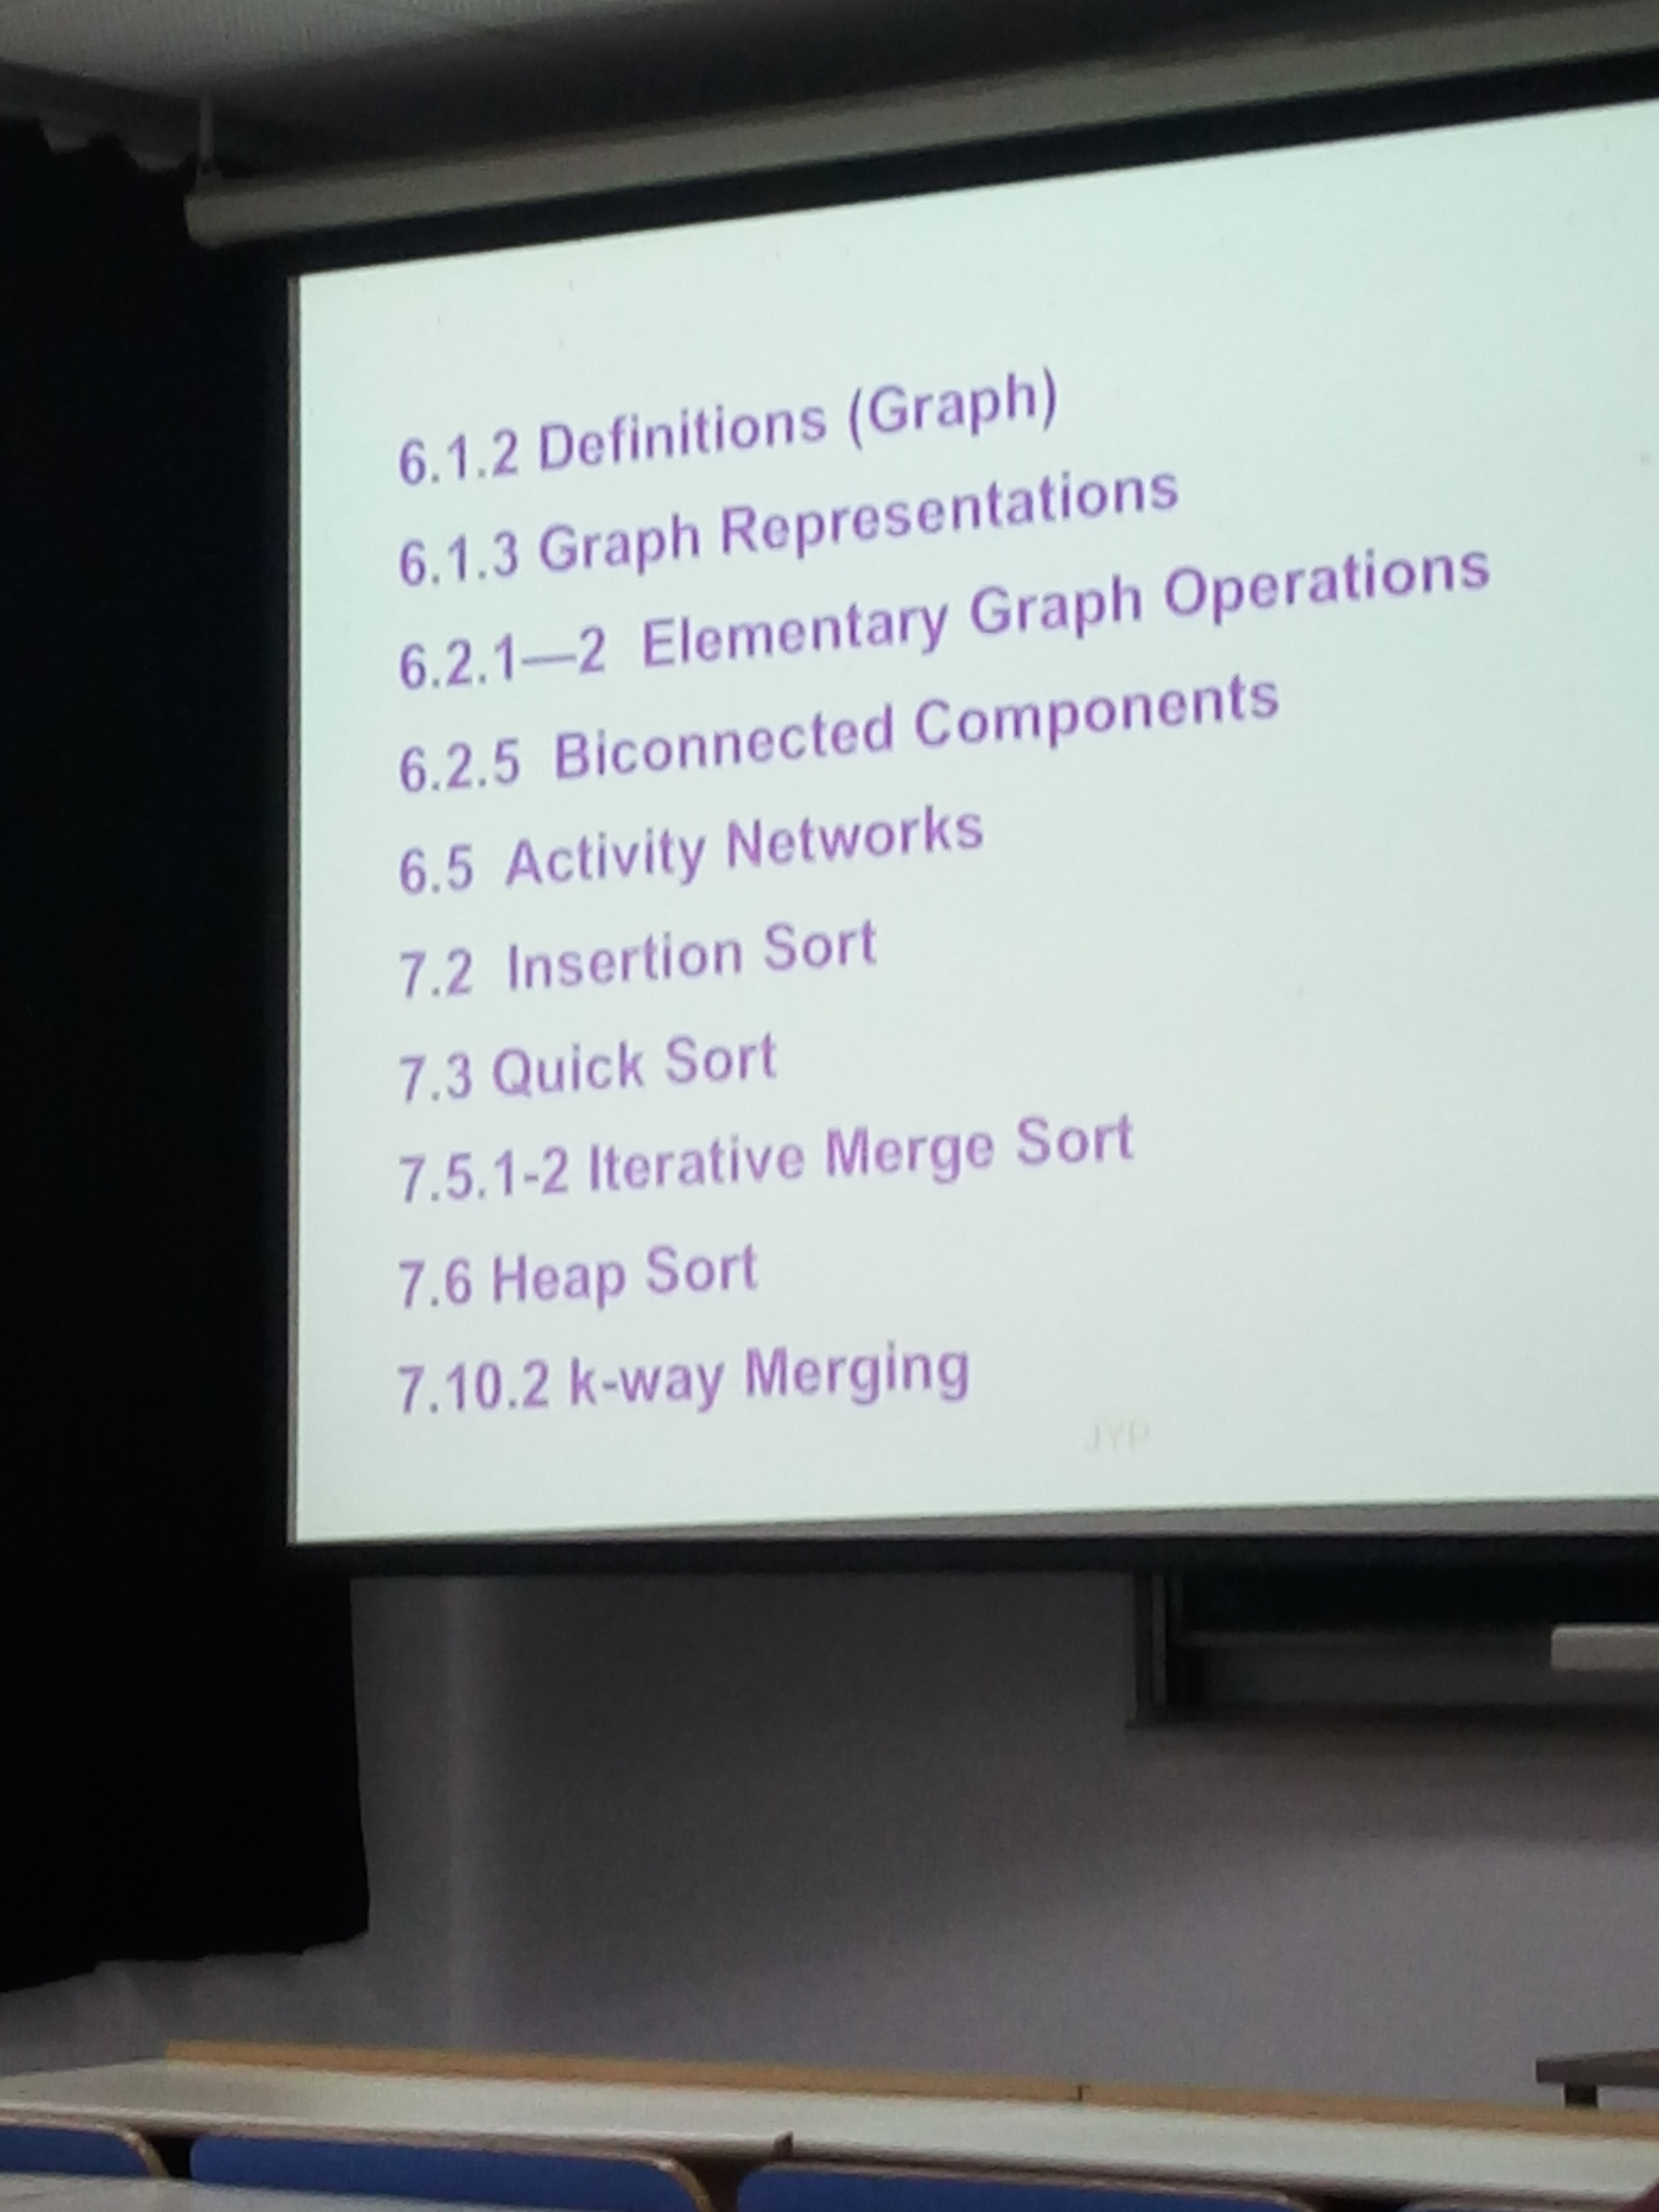 6.1.2 Definitions (Graph)
6.1.3 Graph Representations
6.2.1—2 Elementary Graph Operations
6.2.5 Biconnected Components
6.5 Activity Networks
7.2 Insertion Sort
7.3 Quick Sort
7.5.1-2 Iterative Merge Sort
7.6 Heap Sort
7.10.2 k-way Merging
JYP